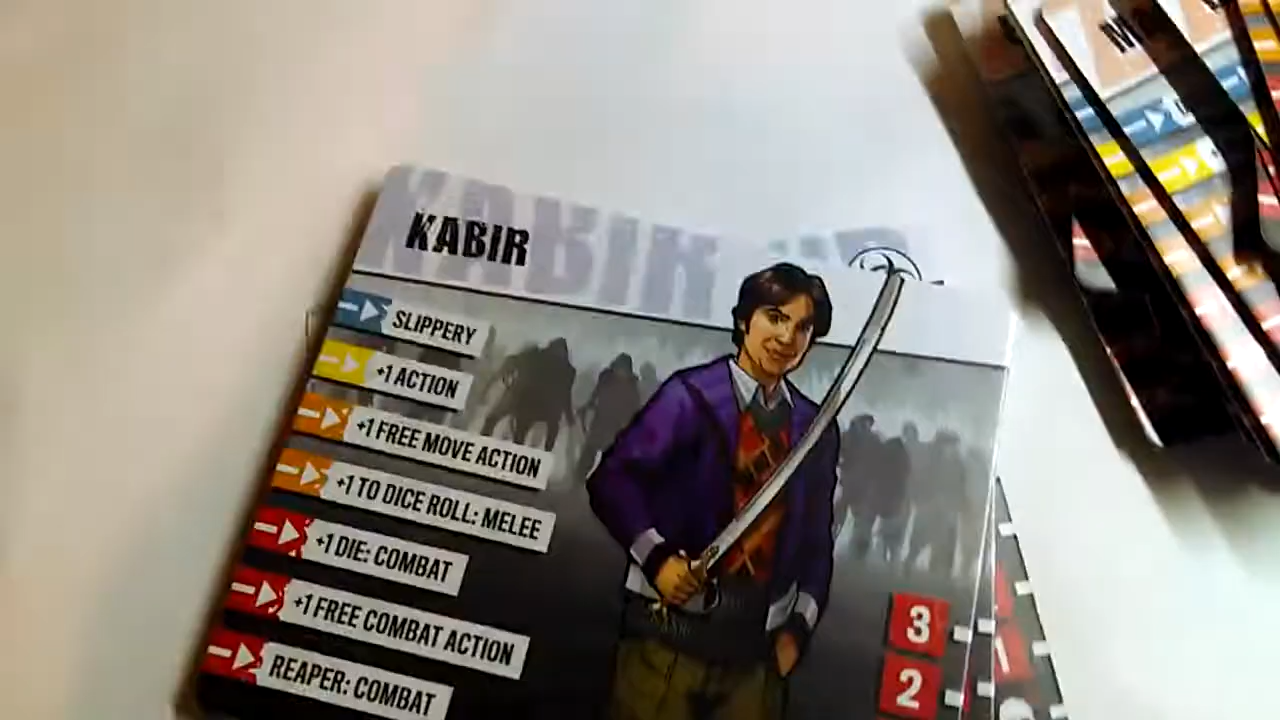 KABIR
KABIR
SLIPPERY
+1 ACTION
+1 FREE MOVE ACTION
+1 TO DICE ROLL: MELEE
+1 DIE: COMBAT
+1 FREE COMBAT ACTION
REAPER: COMBAT
3
2